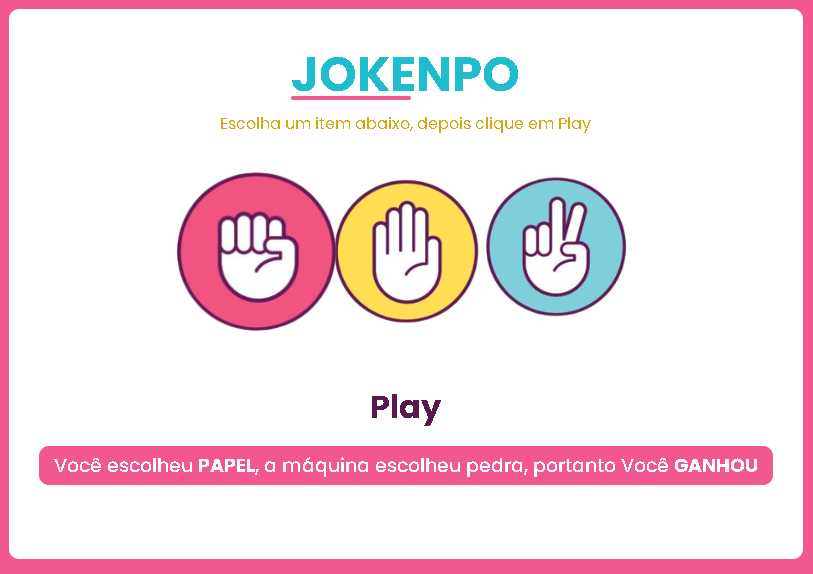 JOKENPO
Escolha um item abaixo, depois clique em Play
Play
Você escolheu PAPEL, a máquina escolheu pedra, portanto Você GANHOU